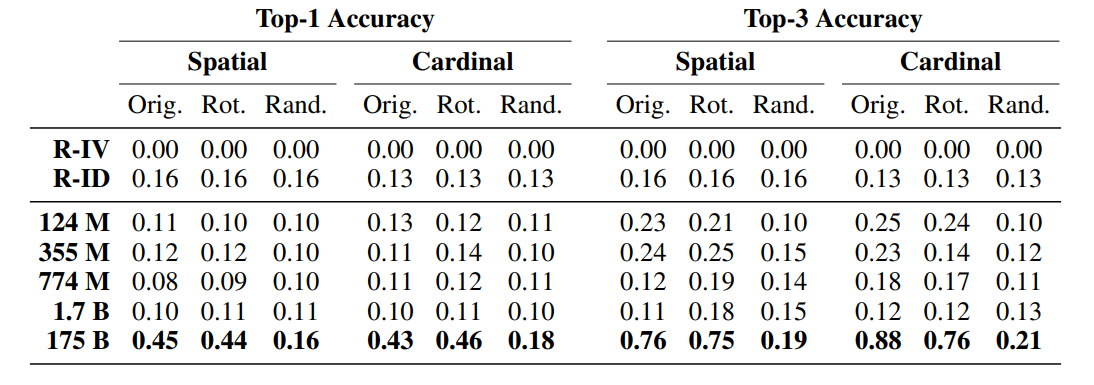 Top-1 Accuracy Top-3 Accuracy
Spatial Cardinal Spatial Cardinal
Orig. Rot. Rand. Orig. Rot. Rand. Orig. Rot. Rand. Orig. Rot. Rand.
R-IV 0.00 0.00 0.00 0.00 0.00 0.00 0.00 0.00 0.00 0.00 0.00 0.00
R-ID 0.16 0.16 0.16 0.13 0.13 0.13 0.16 0.16 0.16 0.13 0.13 0.13
124 M 0.11 0.10 0.10 0.13 0.12 0.11 0.23 0.21 0.10 0.25 0.24 0.10
355 M 0.12 0.12 0.10 0.11 0.14 0.10 0.24 0.25 0.15 0.23 0.14 0.12
774 M 0.08 0.09 0.10 0.11 0.12 0.11 0.12 0.19 0.14 0.18 0.17 0.11
1.7 B 0.10 0.11 0.11 0.10 0.11 0.10 0.11 0.18 0.15 0.12 0.12 0.13
175 B 0.45 0.44 0.16 0.43 0.46 0.18 0.76 0.75 0.19 0.88 0.76 0.21